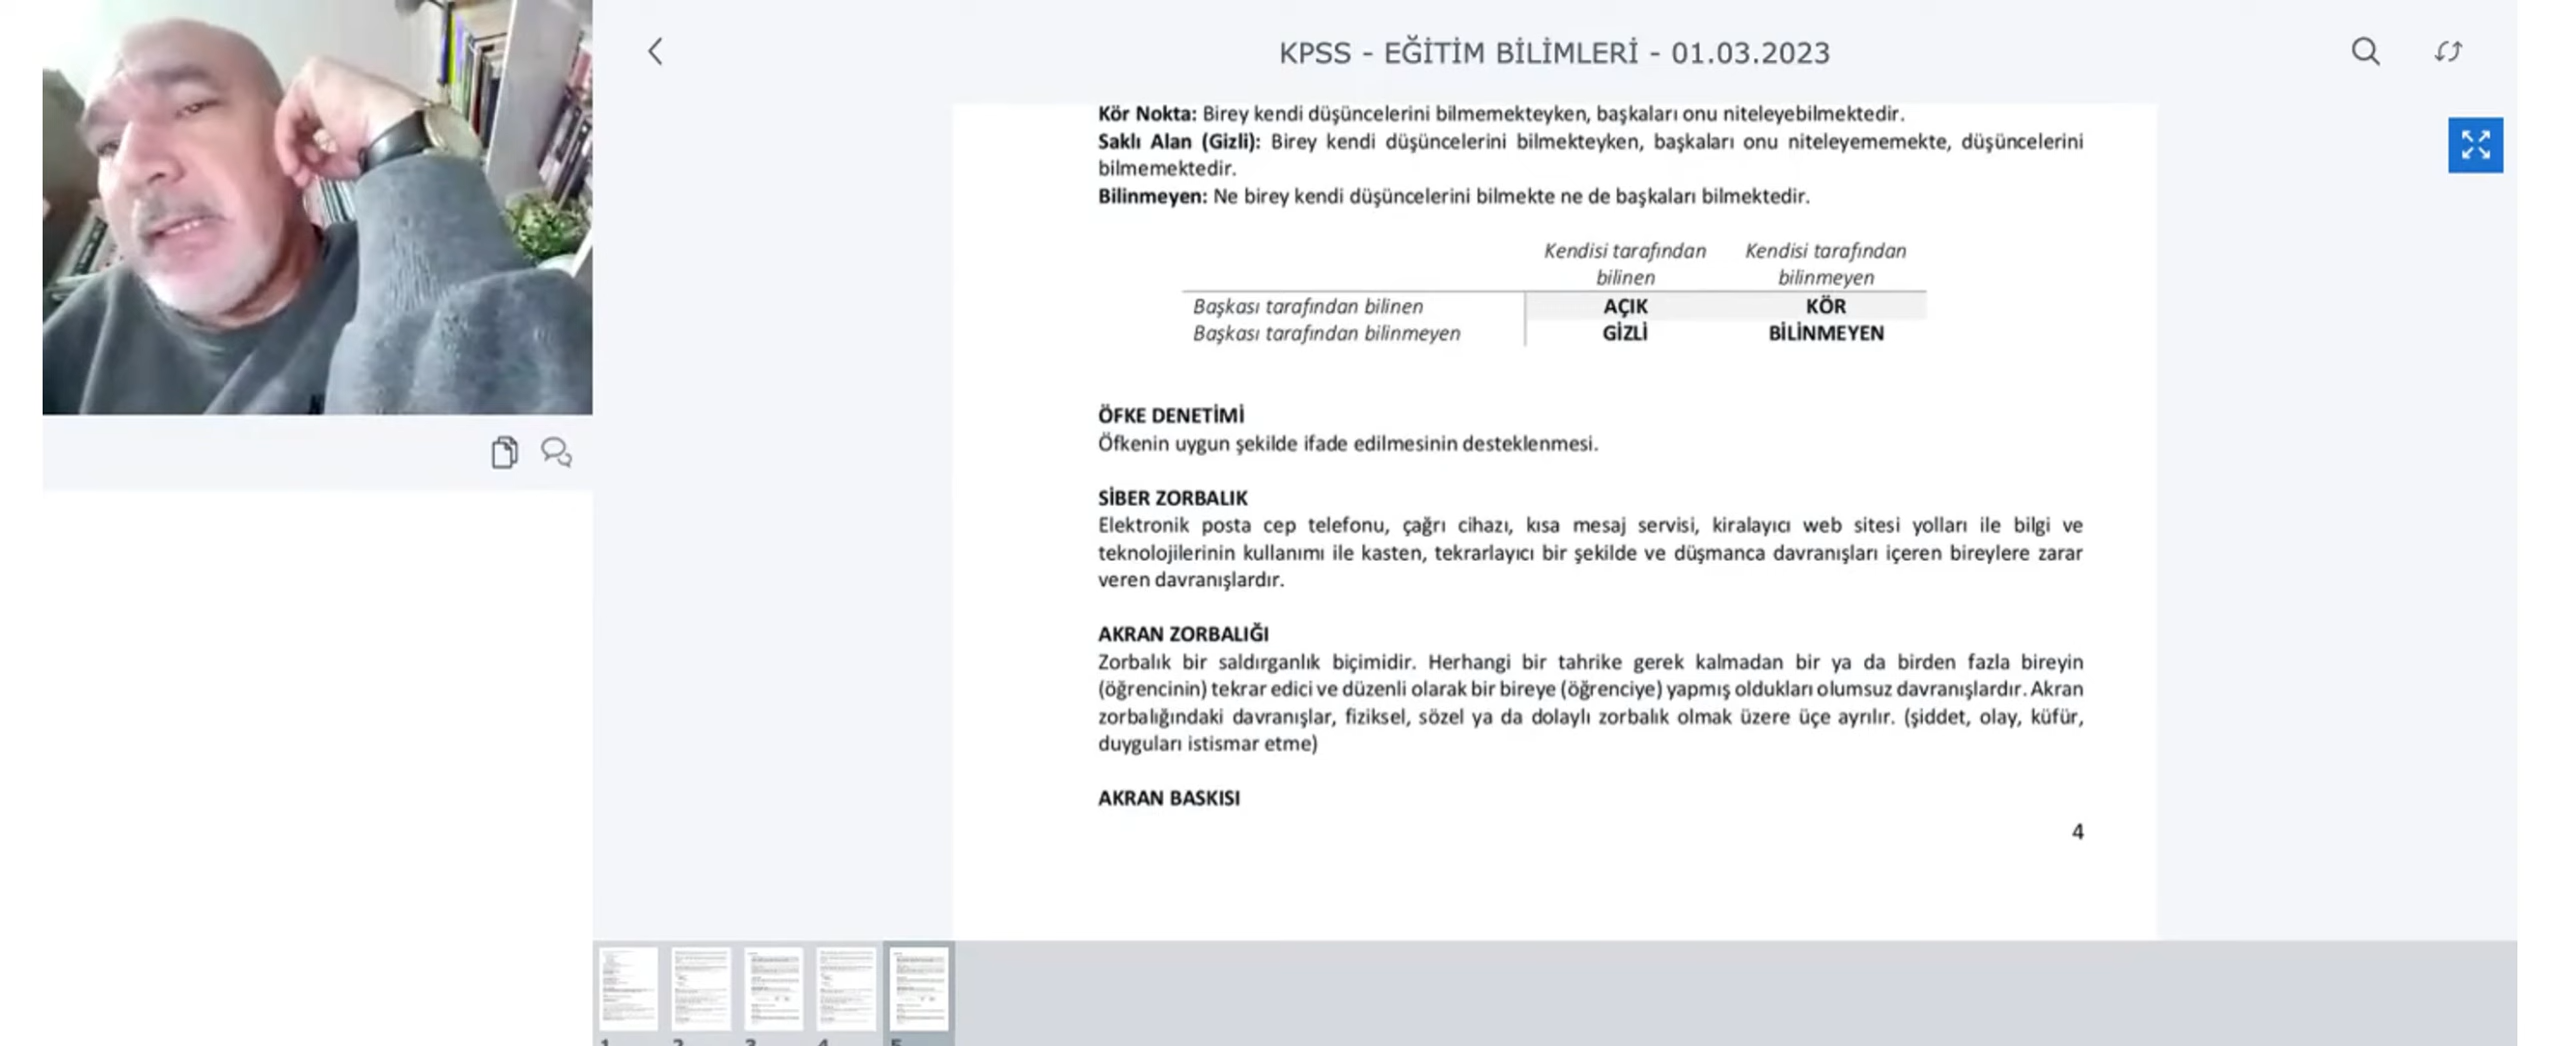 KPSS - EĞİTİM BİLİMLERİ - 01.03.2023
Kör Nokta: Birey kendi düşüncelerini bilmemekteyken, başkaları onu niteleyebilmektedir.
Saklı Alan (Gizli): Birey kendi düşüncelerini bilmekteyken, başkaları onu niteleyememekte, düşüncelerini
bilmemektedir.
Bilinmeyen: Ne birey kendi düşüncelerini bilmekte ne de başkaları bilmektedir.
Kendisi tarafından Kendisi tarafından
bilinen bilinmeyen
Başkası tarafından bilinen AÇIK KÖR
Başkası tarafından bilinmeyen GİZLİ BİLİNMEYEN
ÖFKE DENETİMİ
Öfkenin uygun şekilde ifade edilmesinin desteklenmesi.
SİBER ZORBALIK
Elektronik posta cep telefonu, çağrı cihazı, kısa mesaj servisi, kiralayıcı web sitesi yolları ile bilgi ve
teknolojilerinin kullanımı ile kasten, tekrarlayıcı bir şekilde ve düşmanca davranışları içeren bireylere zarar
veren davranışlardır.
AKRAN ZORBALIĞI
Zorbalık bir saldırganlık biçimidir. Herhangi bir tahrike gerek kalmadan bir ya da birden fazla bireyin
(öğrencinin) tekrar edici ve düzenli olarak bir bireye (öğrenciye) yapmış oldukları olumsuz davranışlardır. Akran
zorbalığındaki davranışlar, fiziksel, sözel ya da dolaylı zorbalık olmak üzere üçe ayrılır. (şiddet, olay, küfür,
duyguları istismar etme)
AKRAN BASKISI
4
1 2 3 4 5